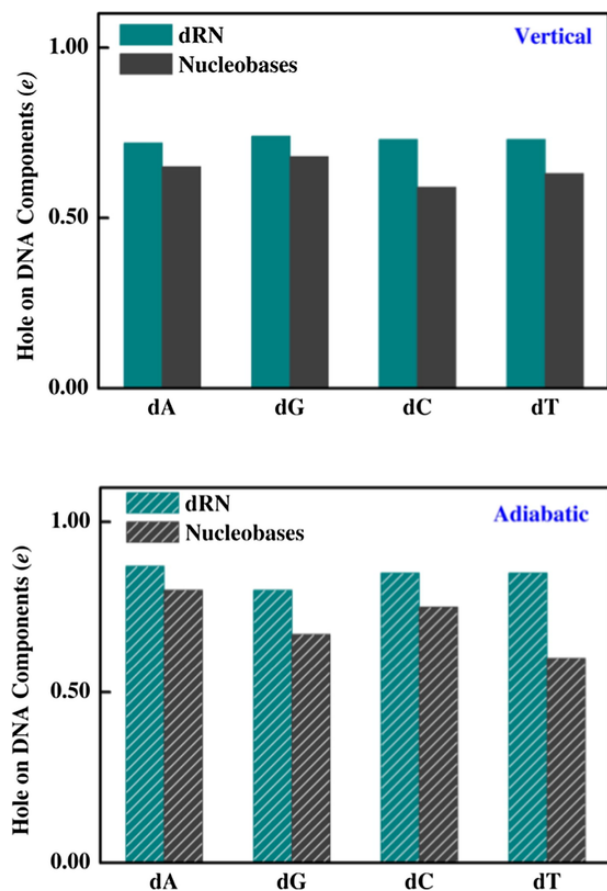 Hole on DNA Components (e)
1.00
0.50
0.00
dRN
Nucleobases
Vertical
dA dG dC dT
Hole on DNA Components (e)
1.00
0.50
0.00
dRN
Nucleobases
Adiabatic
dA dG dC dT